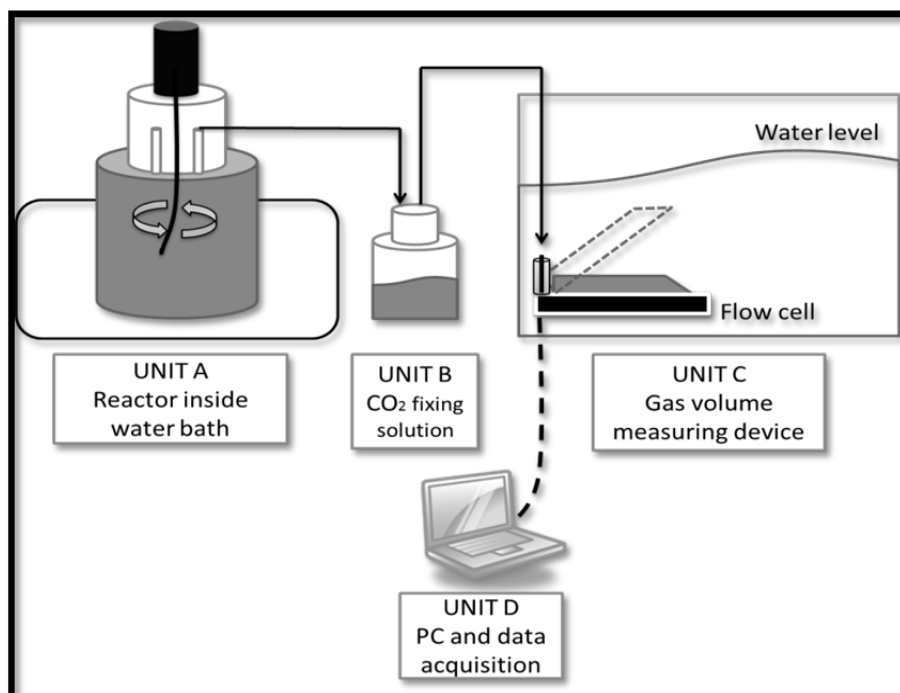 Water level
Flow cell
UNIT A
Reactor inside
water bath
UNIT B
CO₂ fixing
solution
UNIT C
Gas volume
measuring device
UNIT D
PC and data
acquisition